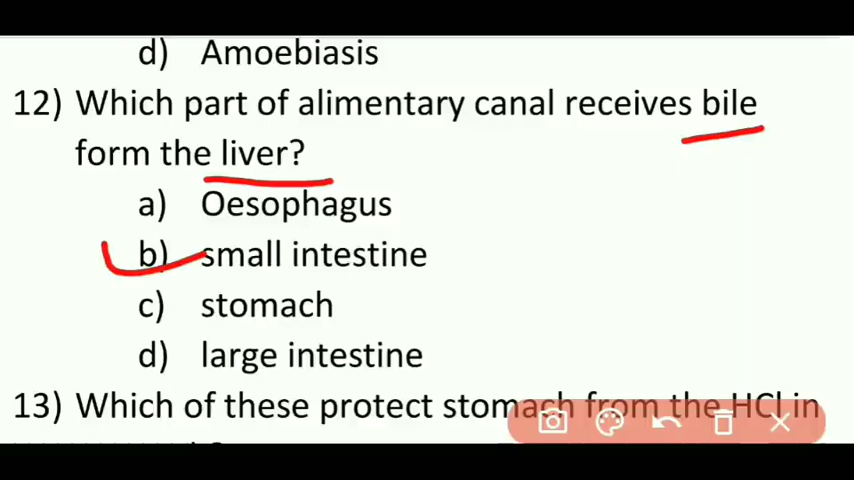 d) Amoebiasis
12) Which part of alimentary canal receives bile
form the liver?
a) Oesophagus
b) small intestine
c) stomach
d) large intestine
13) Which of these protect stomach from the HCl in